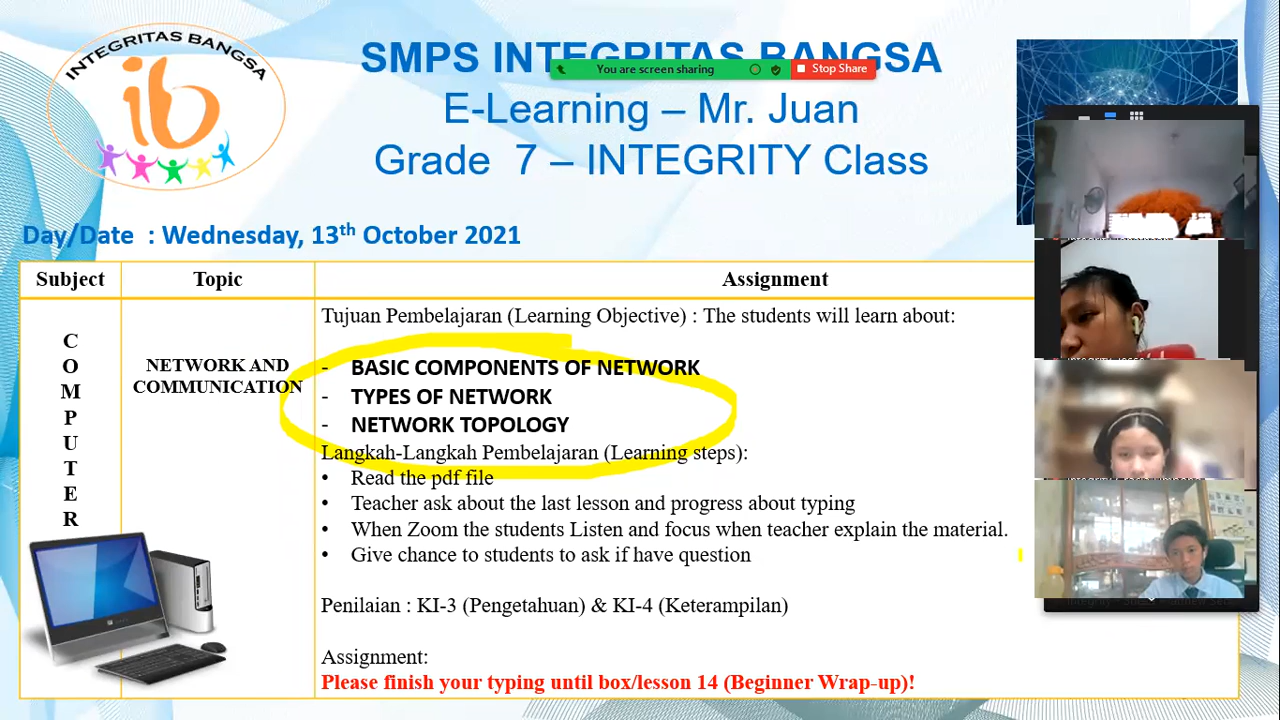 INTEGRITAS BANGSA
ib
SMPS INTEGRITAS BANGSA
You are screen sharing
Stop Share
E-Learning – Mr. Juan
Grade 7 – INTEGRITY Class
Day/Date : Wednesday, 13th October 2021
Subject Topic Assignment
COMPUTER
NETWORK AND
COMMUNICATION
Tujuan Pembelajaran (Learning Objective) : The students will learn about:
- BASIC COMPONENTS OF NETWORK
- TYPES OF NETWORK
- NETWORK TOPOLOGY
Langkah-Langkah Pembelajaran (Learning steps):
• Read the pdf file
• Teacher ask about the last lesson and progress about typing
• When Zoom the students Listen and focus when teacher explain the material.
• Give chance to students to ask if have question
Penilaian : KI-3 (Pengetahuan) & KI-4 (Keterampilan)
Assignment:
Please finish your typing until box/lesson 14 (Beginner Wrap-up)!